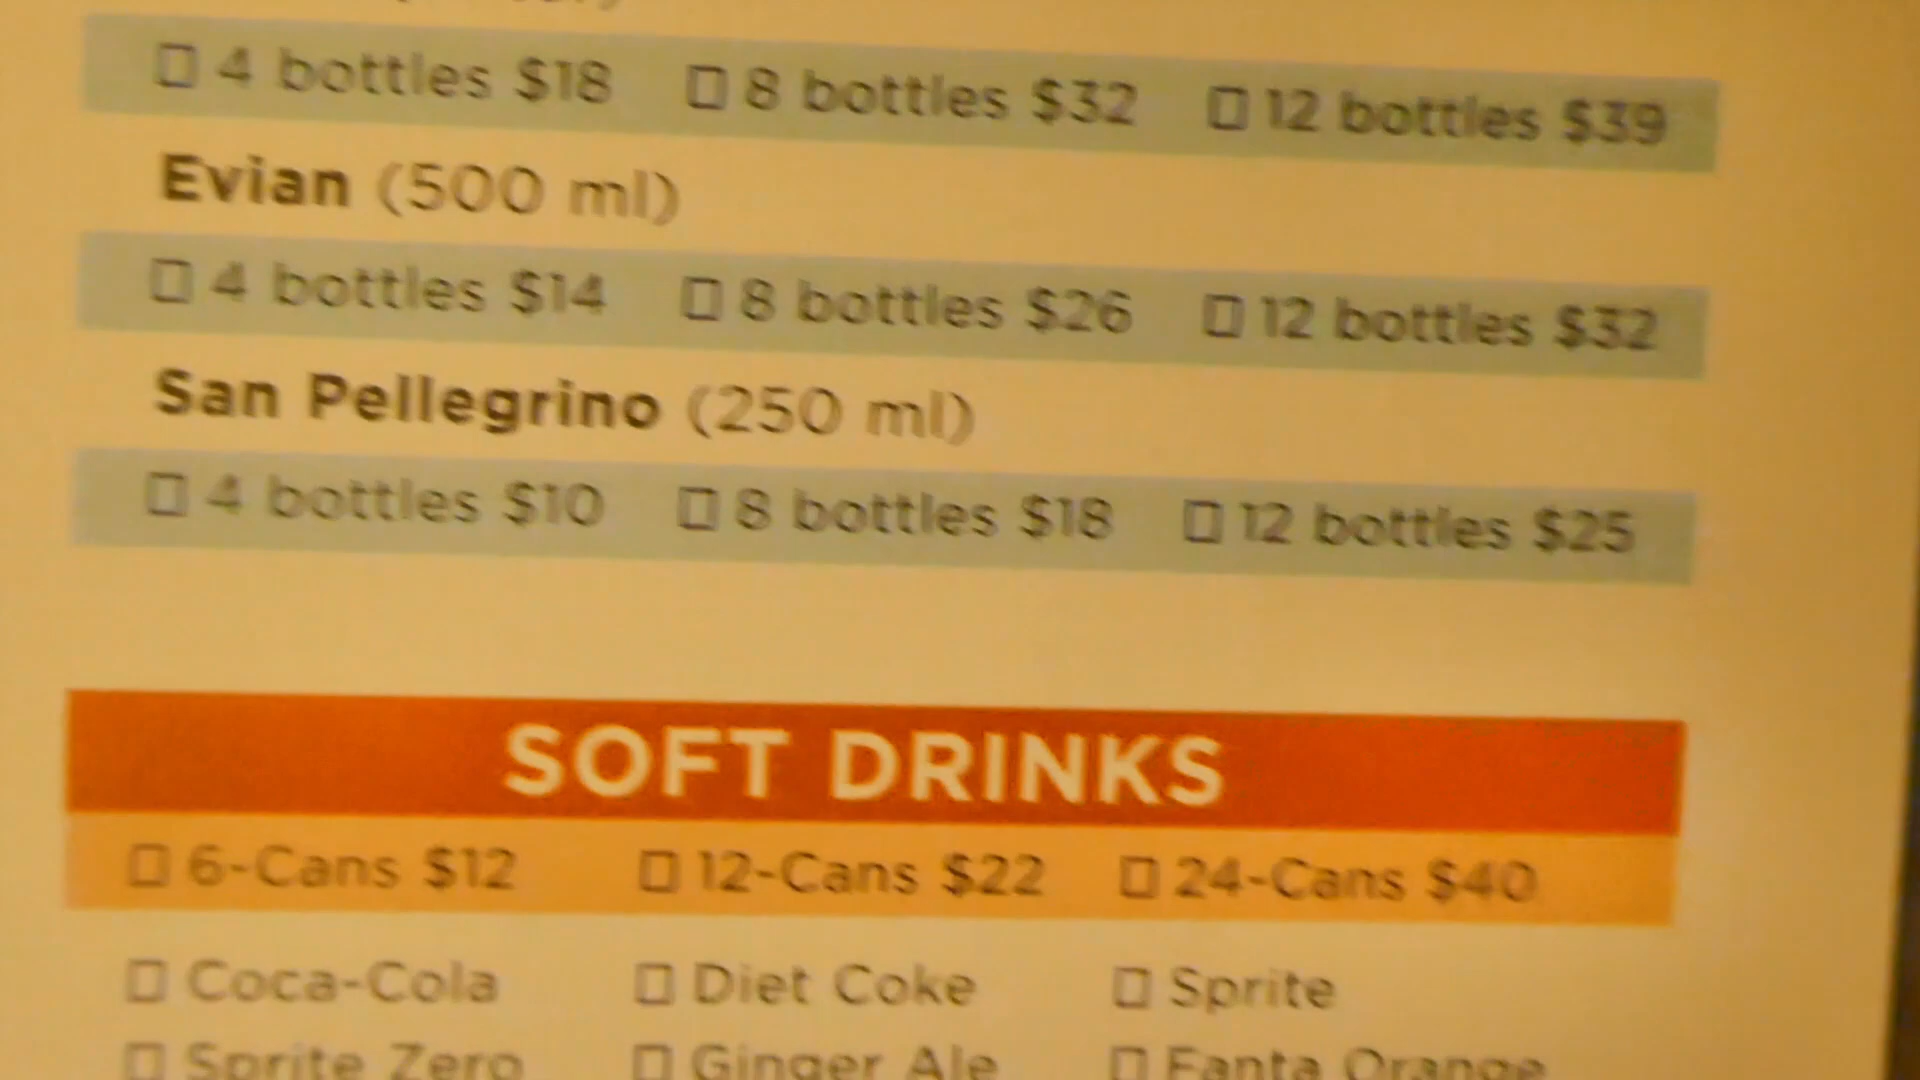 ☐ 4 bottles $18 ☐ 8 bottles $32 ☐ 12 bottles $39
Evian (500 ml)
☐ 4 bottles $14 ☐ 8 bottles $26 ☐ 12 bottles $32
San Pellegrino (250 ml)
☐ 4 bottles $10 ☐ 8 bottles $18 ☐ 12 bottles $25
SOFT DRINKS
☐ 6-Cans $12 ☐ 12-Cans $22 ☐ 24-Cans $40
☐ Coca-Cola ☐ Diet Coke ☐ Sprite
☐ Sprite Zero ☐ Ginger Ale ☐ Fanta Orange